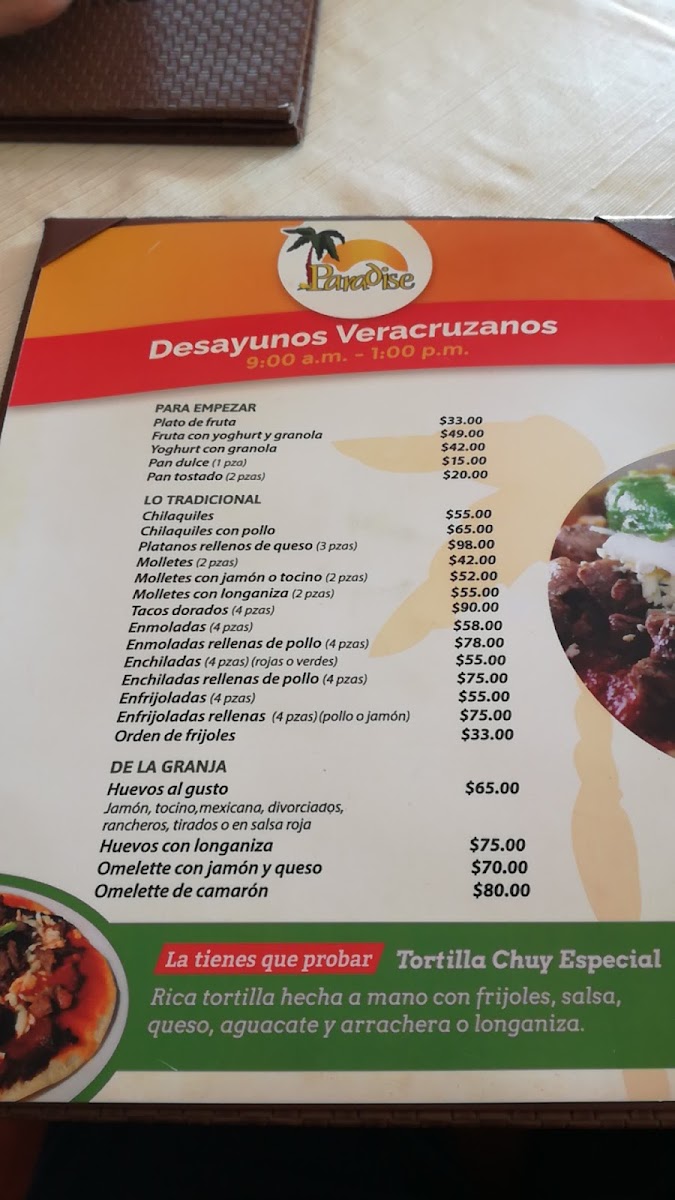 Paradise
Desayunos Veracruzanos
9:00 a.m. - 1:00 p.m.
PARA EMPEZAR
Plato de fruta $33.00
Fruta con yoghurt y granola $49.00
Yoghurt con granola $42.00
Pan dulce (1 pza) $15.00
Pan tostado (2 pzas) $20.00
LO TRADICIONAL
Chilaquiles $55.00
Chilaquiles con pollo $65.00
Platanos rellenos de queso (3 pzas) $98.00
Molletes (2 pzas) $42.00
Molletes con jamón o tocino (2 pzas) $52.00
Molletes con longaniza (2 pzas) $55.00
Tacos dorados (4 pzas) $90.00
Enmoladas (4 pzas) $58.00
Enmoladas rellenas de pollo (4 pzas) $78.00
Enchiladas (4 pzas) (rojas o verdes) $55.00
Enchiladas rellenas de pollo (4 pzas) $75.00
Enfrijoladas (4 pzas) $55.00
Enfrijoladas rellenas (4 pzas) (pollo o jamón) $75.00
Orden de frijoles $33.00
DE LA GRANJA
Huevos al gusto $65.00
Jamón, tocino, mexicana, divorciados,
rancheros, tirados o en salsa roja
Huevos con longaniza $75.00
Omelette con jamón y queso $70.00
Omelette de camarón $80.00
La tienes que probar Tortilla Chuy Especial
Rica tortilla hecha a mano con frijoles, salsa,
queso, aguacate y arrachera o longaniza.